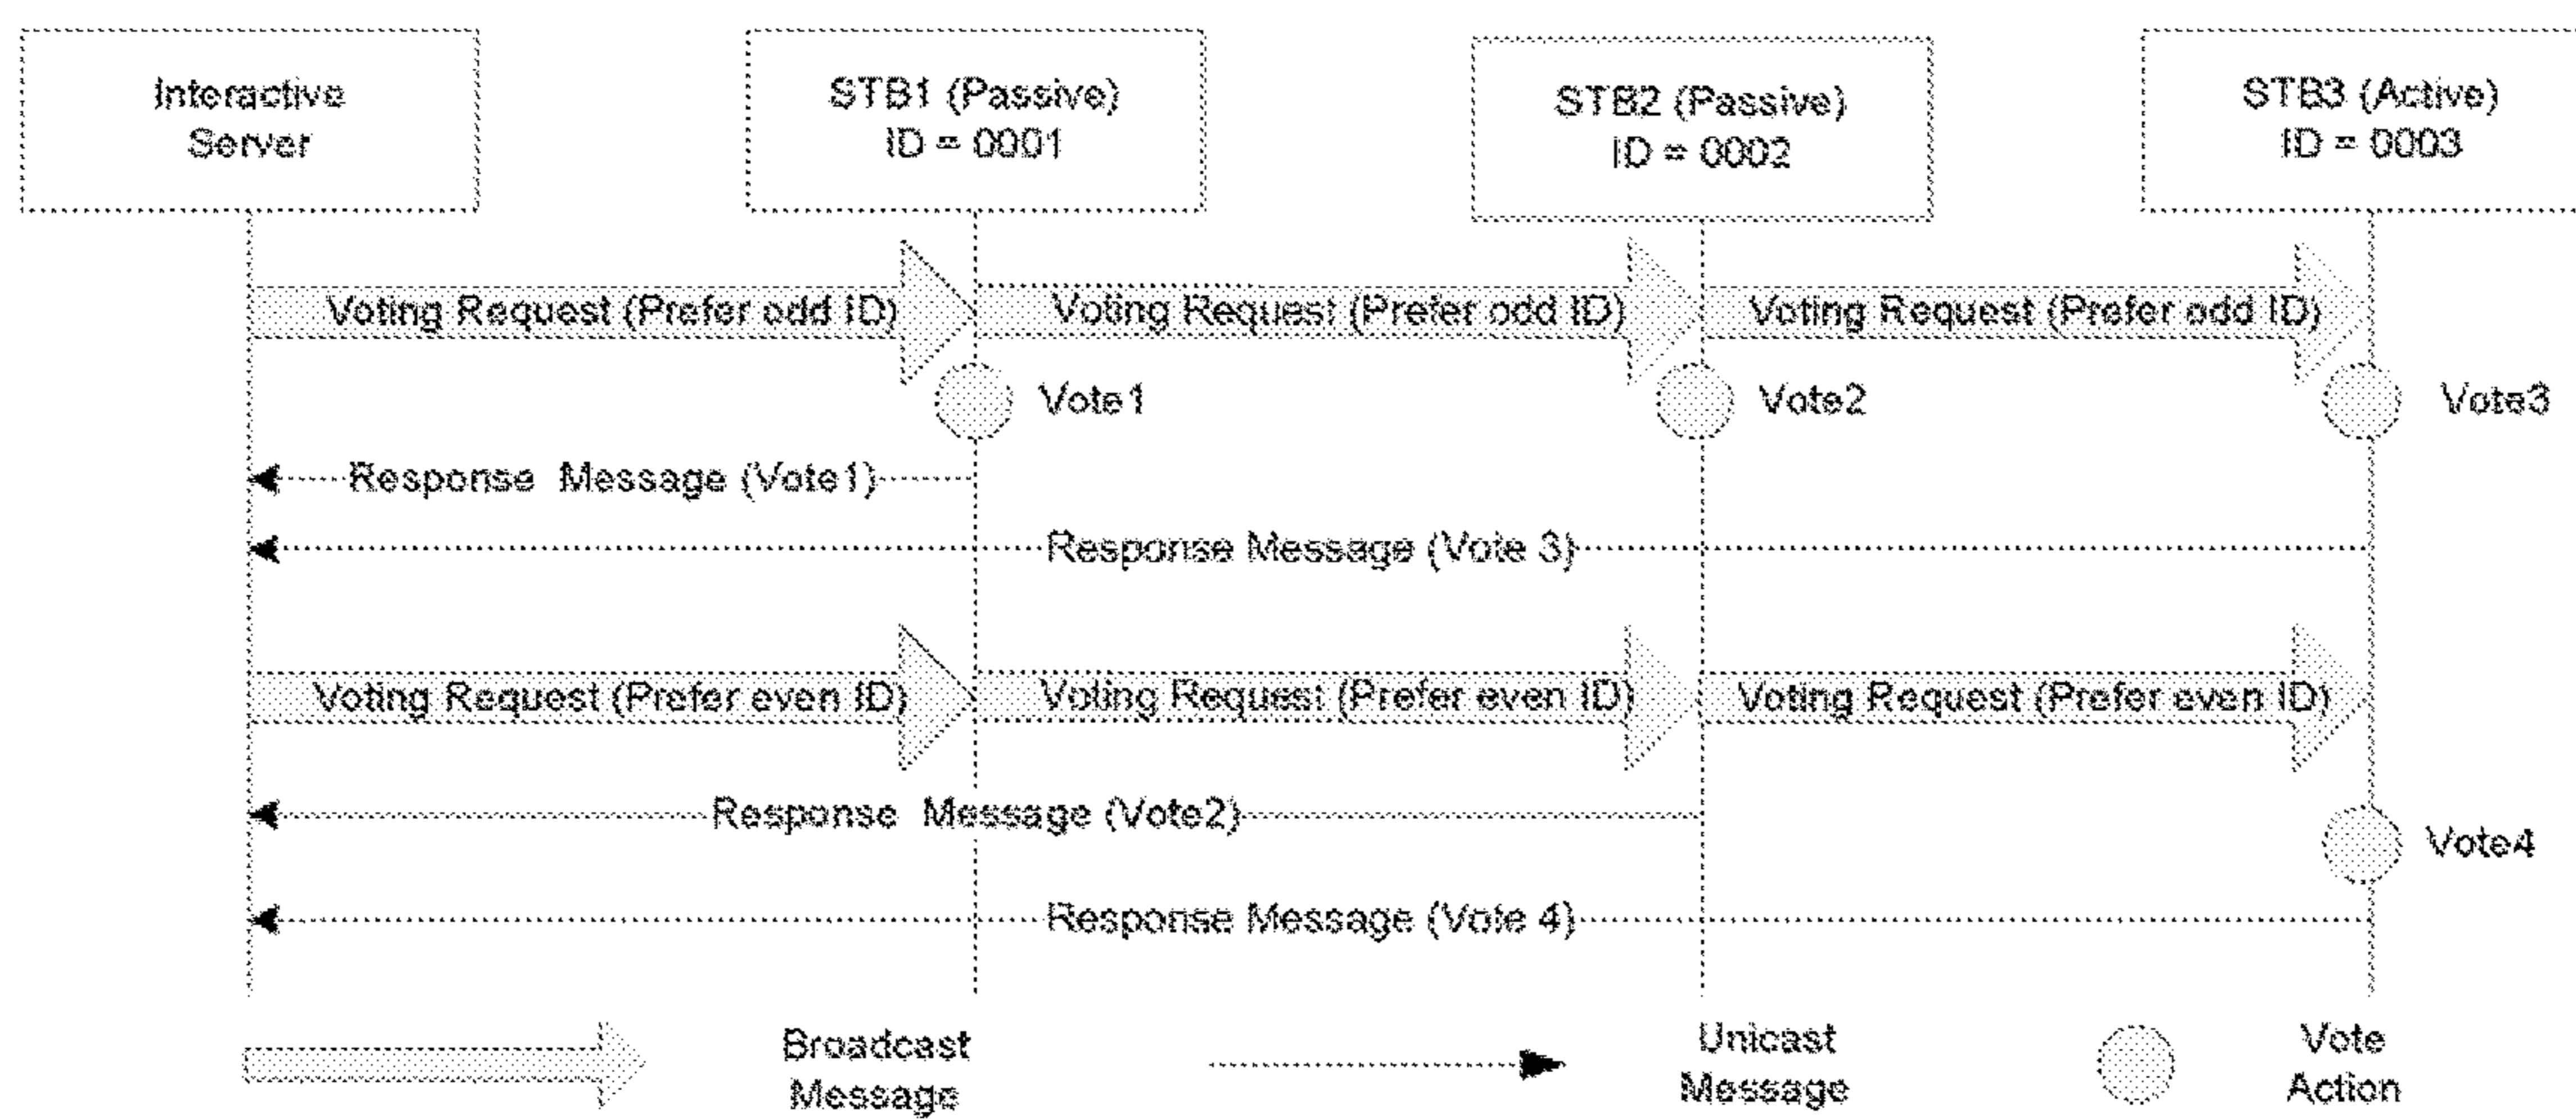 Interactive
Server
STB1 (Passive)
ID = 0001
STB2 (Passive)
ID = 0002
STB3 (Active)
ID = 0003
Voting Request (Prefer odd ID)
Voting Request (Prefer odd ID)
Voting Request (Prefer odd ID)
Vote1
Vote2
Vote3
Response Message (Vote1)
Response Message (Vote 3)
Voting Request (Prefer even ID)
Voting Request (Prefer even ID)
Voting Request (Prefer even ID)
Response Message (Vote2)
Vote4
Response Message (Vote 4)
Broadcast
Message
Unicast
Message
Vote
Action